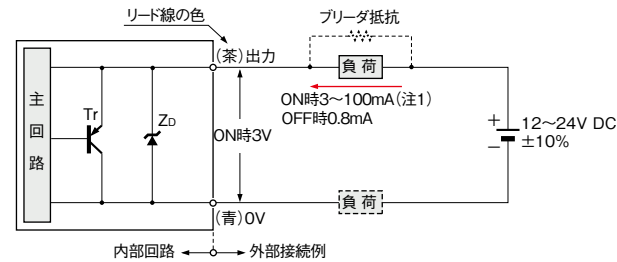 リード線の色
ブリーダ抵抗
(茶)出力
負荷
主回路
Tr
ZD
ON時3V
ON時3~100mA(注1)
OFF時0.8mA
+
−
12~24V DC
±10%
負荷
(青)0V
内部回路
外部接続例